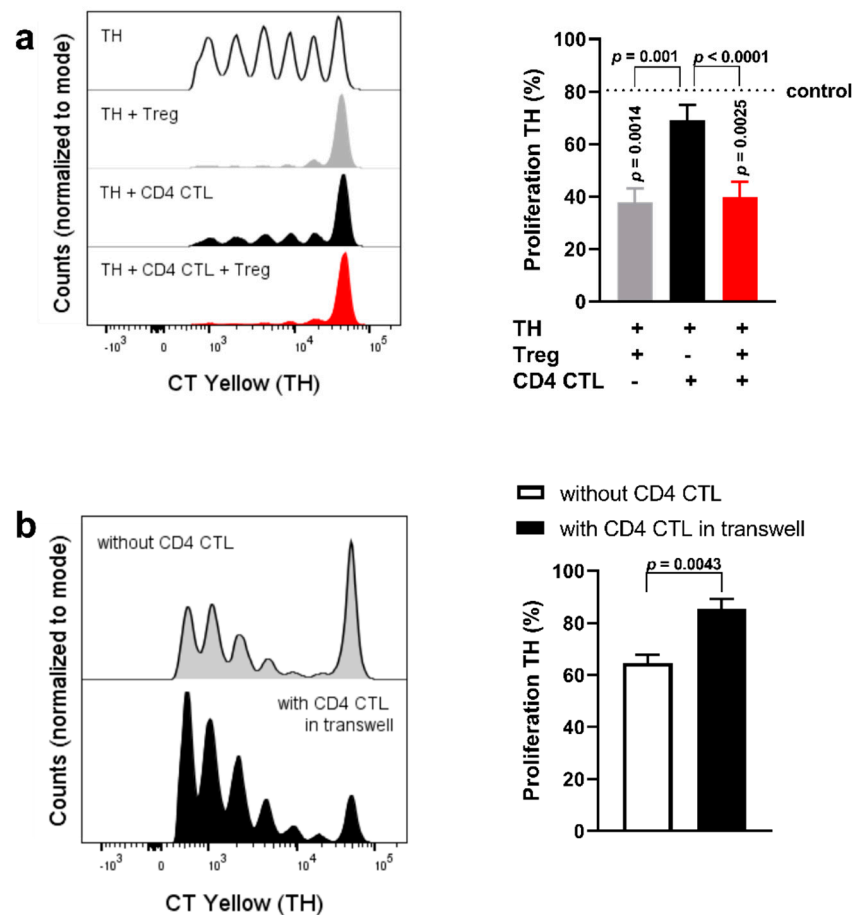 a
TH
TH + Treg
TH + CD4 CTL
TH + CD4 CTL + Treg
Counts (normalized to mode)
-10³ 0 10³ 10⁴ 10⁵
CT Yellow (TH)
Proliferation TH (%)
100
80
60
40
20
0
p = 0.001 p < 0.0001
control
p = 0.0014
p = 0.0025
TH + + +
Treg + - +
CD4 CTL - + +
b
without CD4 CTL
with CD4 CTL
in transwell
Counts (normalized to mode)
-10³ 0 10³ 10⁴ 10⁵
CT Yellow (TH)
without CD4 CTL
with CD4 CTL in transwell
p = 0.0043
Proliferation TH (%)
100
80
60
40
20
0